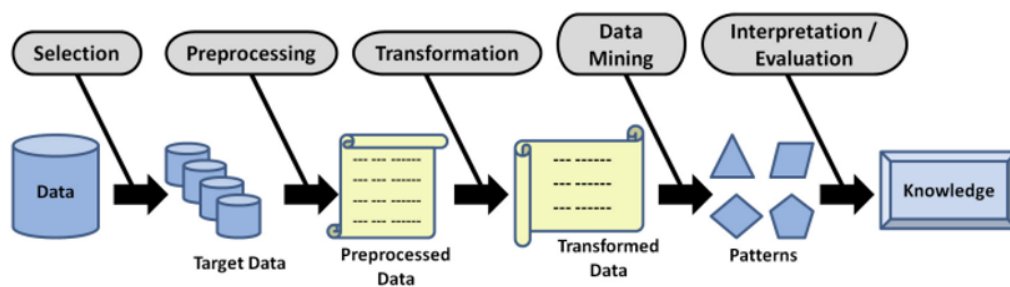 Selection
Preprocessing
Transformation
Data
Mining
Interpretation /
Evaluation
Data
Target Data
Preprocessed
Data
Transformed
Data
Patterns
Knowledge